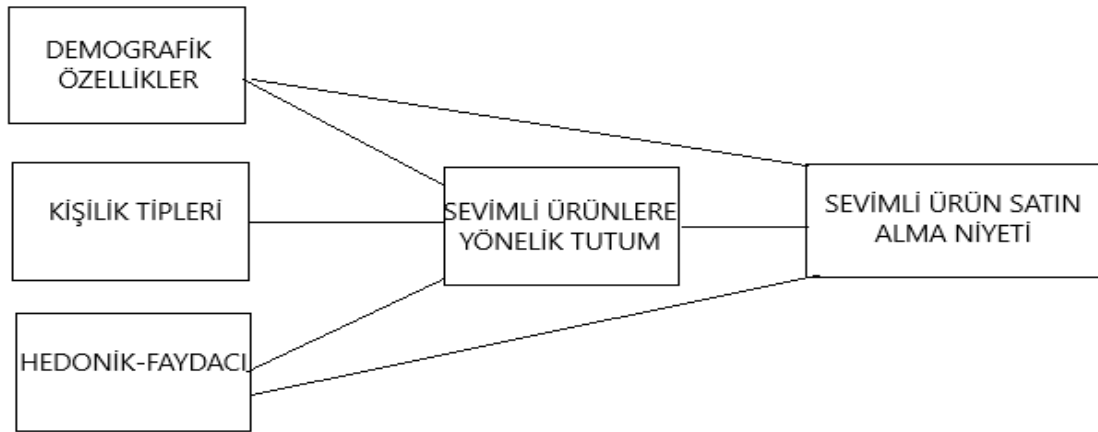 DEMOGRAFİK
ÖZELLİKLER
KİŞİLİK TİPLERİ
HEDONİK-FAYDACI
SEVİMLİ ÜRÜNLERE
YÖNELİK TUTUM
SEVİMLİ ÜRÜN SATIN
ALMA NİYETİ